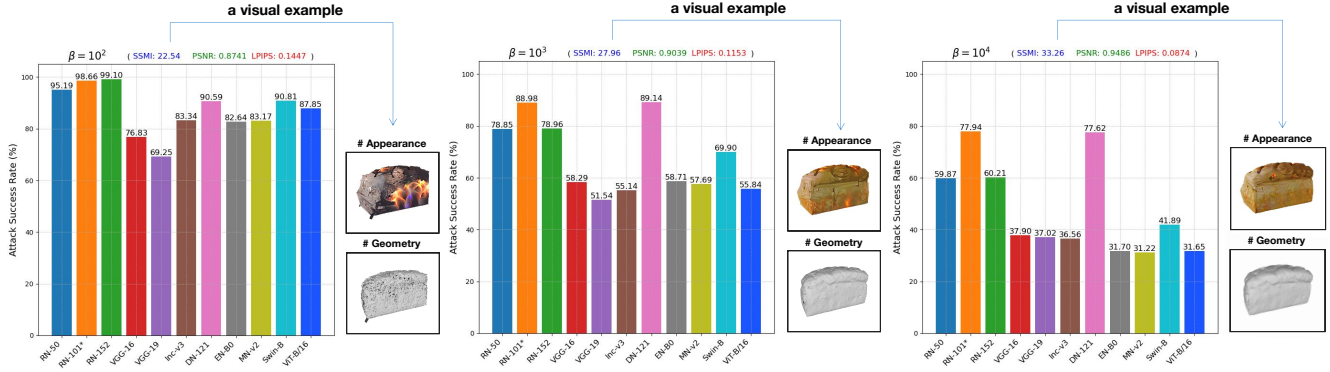 a visual example
β = 10² ( SSMI: 22.54 PSNR: 0.8741 LPIPS: 0.1447 )
Attack Success Rate (%)
100
80
60
40
20
0
95.19
98.66
99.10
76.83
69.25
83.34
90.59
82.64
83.17
90.81
87.85
RN-50
RN-101*
RN-152
VGG-16
VGG-19
Inc-v3
DN-121
EN-B0
MN-v2
Swin-B
ViT-B/16
# Appearance
# Geometry
a visual example
β = 10³ ( SSMI: 27.96 PSNR: 0.9039 LPIPS: 0.1153 )
Attack Success Rate (%)
100
80
60
40
20
0
78.85
88.98
78.96
58.29
51.54
55.14
89.14
58.71
57.69
69.90
55.84
RN-50
RN-101*
RN-152
VGG-16
VGG-19
Inc-v3
DN-121
EN-B0
MN-v2
Swin-B
ViT-B/16
# Appearance
# Geometry
a visual example
β = 10⁴ ( SSMI: 33.26 PSNR: 0.9486 LPIPS: 0.0874 )
Attack Success Rate (%)
100
80
60
40
20
0
59.87
77.94
60.21
37.90
37.02
36.56
77.62
31.70
31.22
41.89
31.65
RN-50
RN-101*
RN-152
VGG-16
VGG-19
Inc-v3
DN-121
EN-B0
MN-v2
Swin-B
ViT-B/16
# Appearance
# Geometry